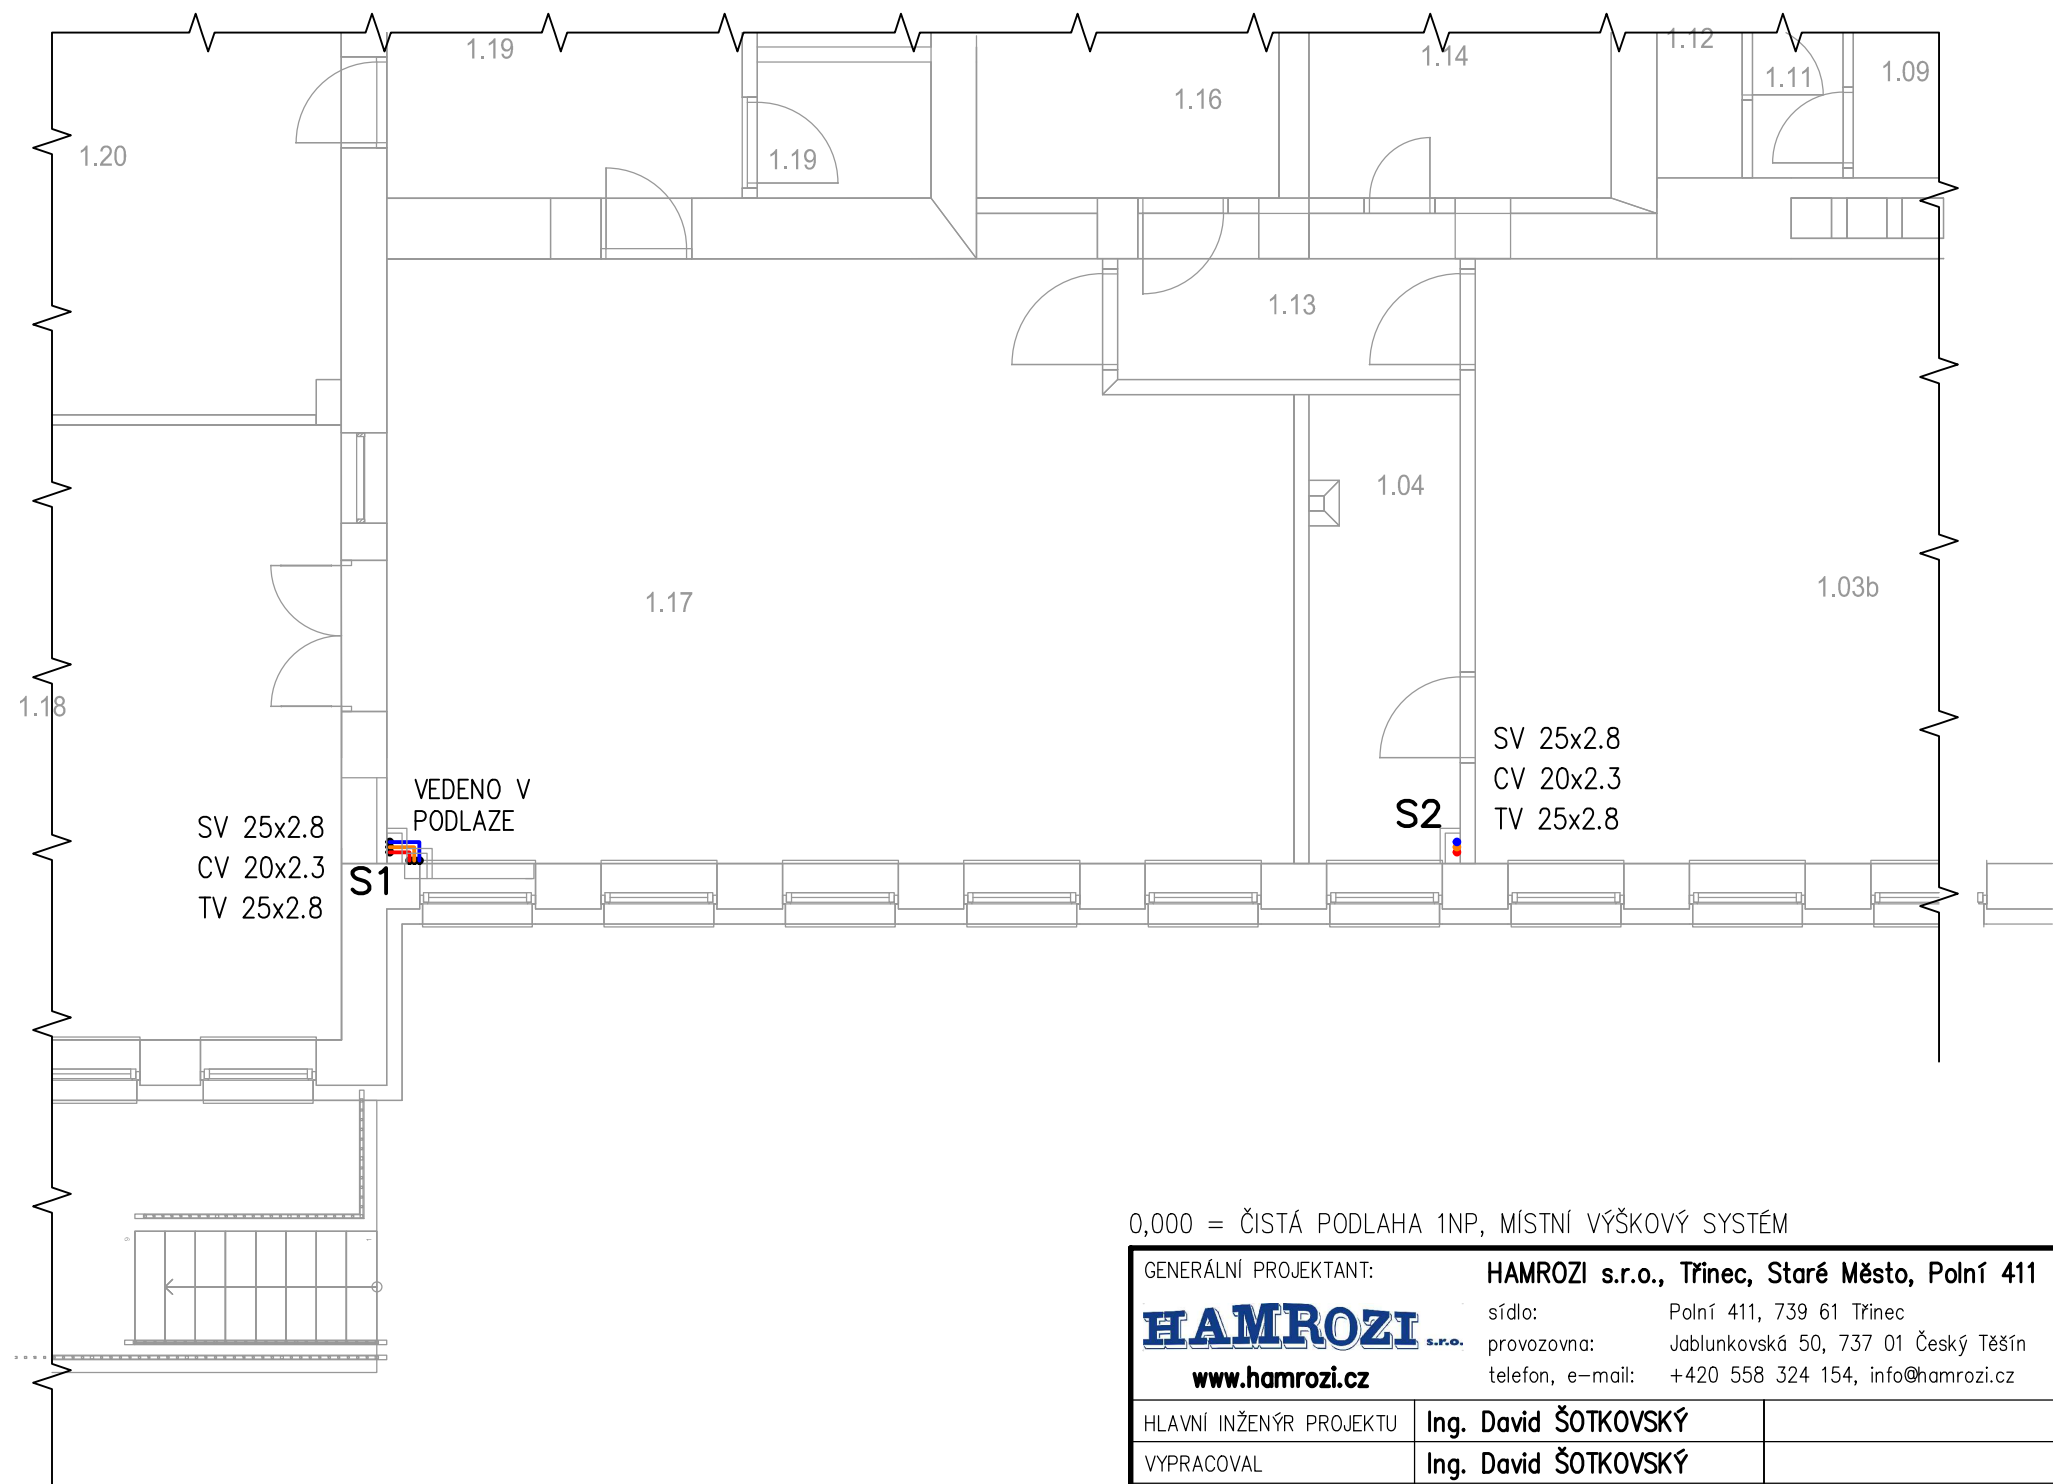 1.19
1.12
1.14
1.11
1.09
1.16
1.20
1.19
1.13
1.04
1.03b
1.17
1.18
SV 25x2.8
CV 20x2.3
TV 25x2.8
VEDENO V
PODLAZE
S1
S2
SV 25x2.8
CV 20x2.3
TV 25x2.8
9
1
0,000 = ČISTÁ PODLAHA 1NP, MÍSTNÍ VÝŠKOVÝ SYSTÉM
GENERÁLNÍ PROJEKTANT:
HAMROZI s.r.o.
www.hamrozi.cz
HAMROZI s.r.o., Třinec, Staré Město, Polní 411
sídlo: Polní 411, 739 61 Třinec
provozovna: Jablunkovská 50, 737 01 Český Těšín
telefon, e-mail: +420 558 324 154, info@hamrozi.cz
HLAVNÍ INŽENÝR PROJEKTU Ing. David ŠOTKOVSKÝ
VYPRACOVAL Ing. David ŠOTKOVSKÝ